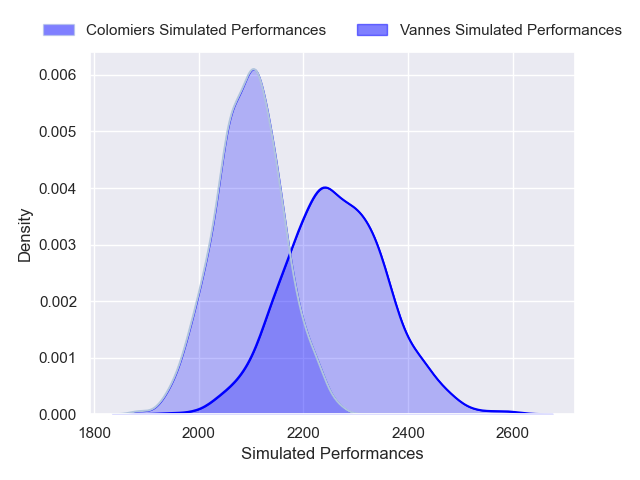 Colomiers Simulated Performances Vannes Simulated Performances
0.006
0.005
0.004
0.003
0.002
0.001
0.000
Density
1800 2000 2200 2400 2600
Simulated Performances